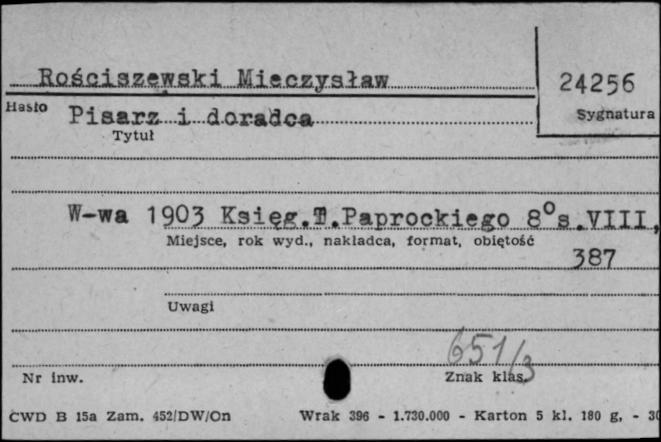 Rościszewski Mieczysław
24256
Hasło
Sygnatura
Pisarz i doradca
Tytuł
W-wa 1903 Księg.T.Paprockiego 8°s.VIII,
Miejsce, rok wyd., nakładca, format, objętość
387
Uwagi
651/3
Nr inw.
Znak klas.
CWD B 15a Zam. 452/DW/On Wrak 396 - 1.730.000 - Karton 5 kl. 180 g, - 30